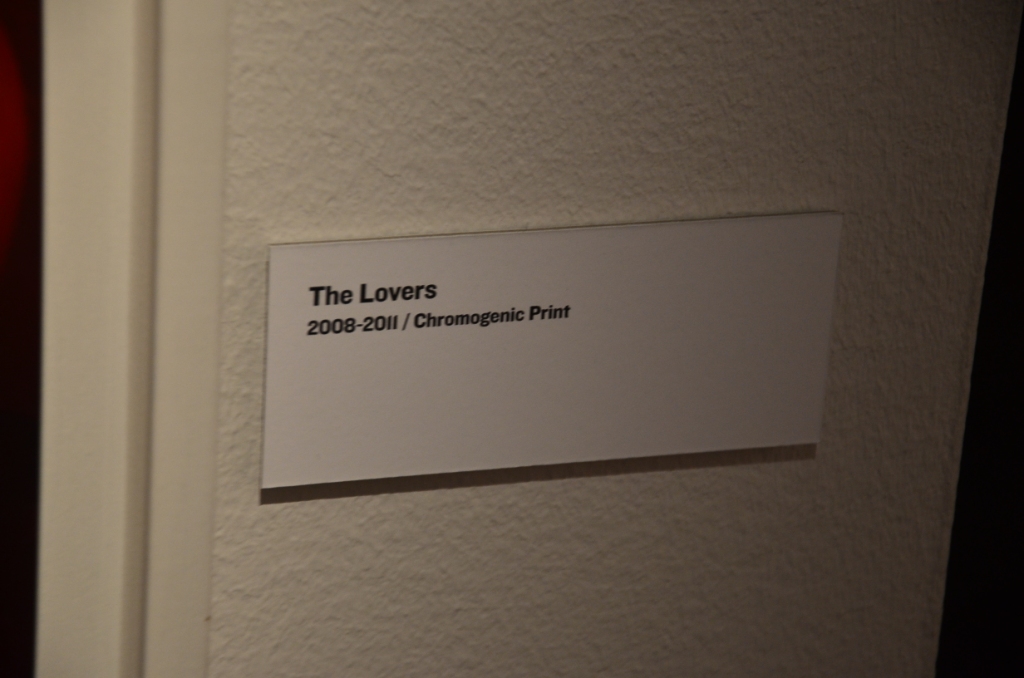 The Lovers
2008-2011 / Chromogenic Print